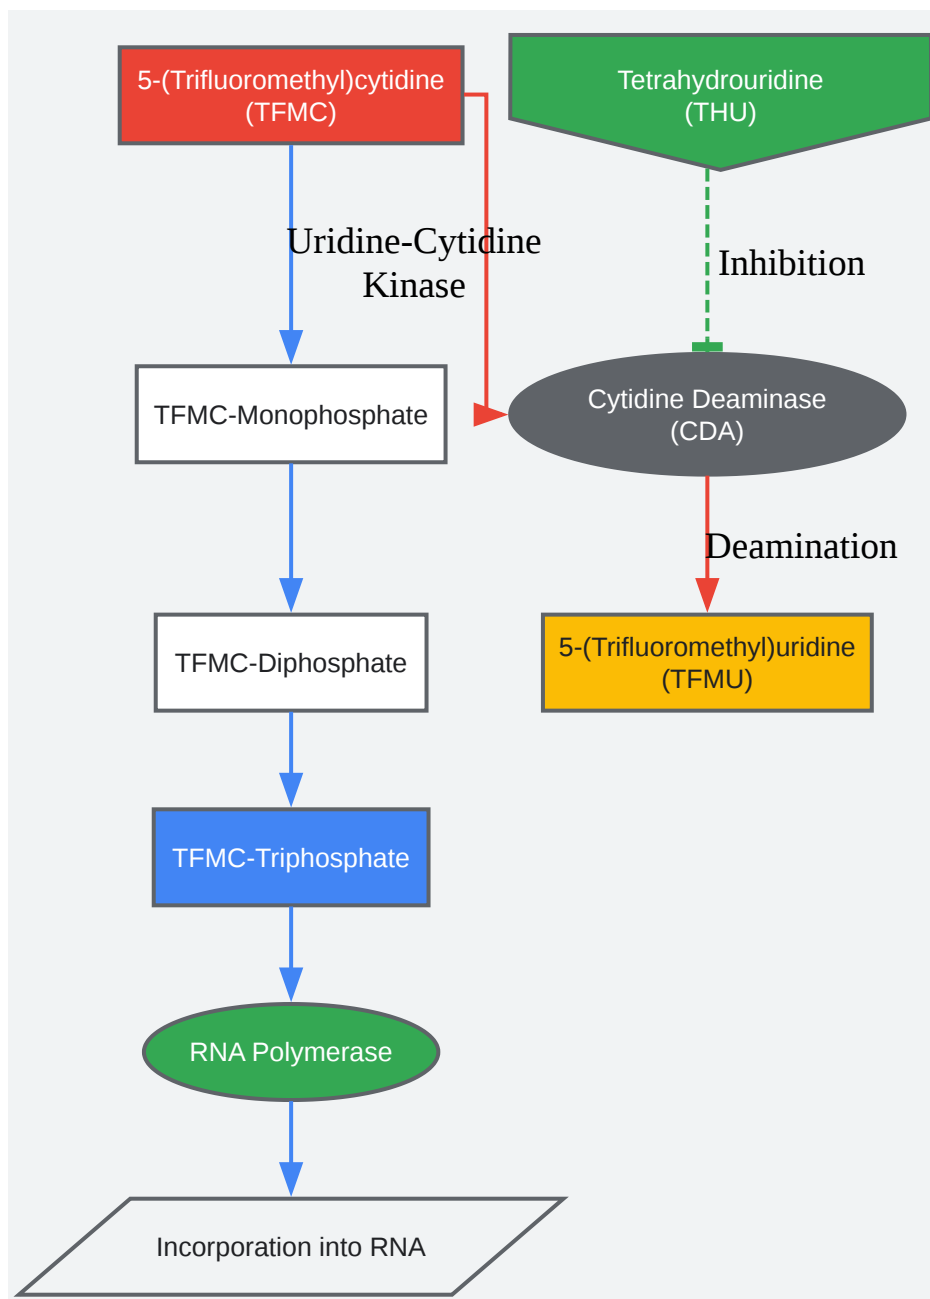 5-(Trifluoromethyl)cytidine
(TFMC)
Tetrahydrouridine
(THU)
Uridine-Cytidine
Kinase
Inhibition
TFMC-Monophosphate
Cytidine Deaminase
(CDA)
Deamination
TFMC-Diphosphate
5-(Trifluoromethyl)uridine
(TFMU)
TFMC-Triphosphate
RNA Polymerase
Incorporation into RNA